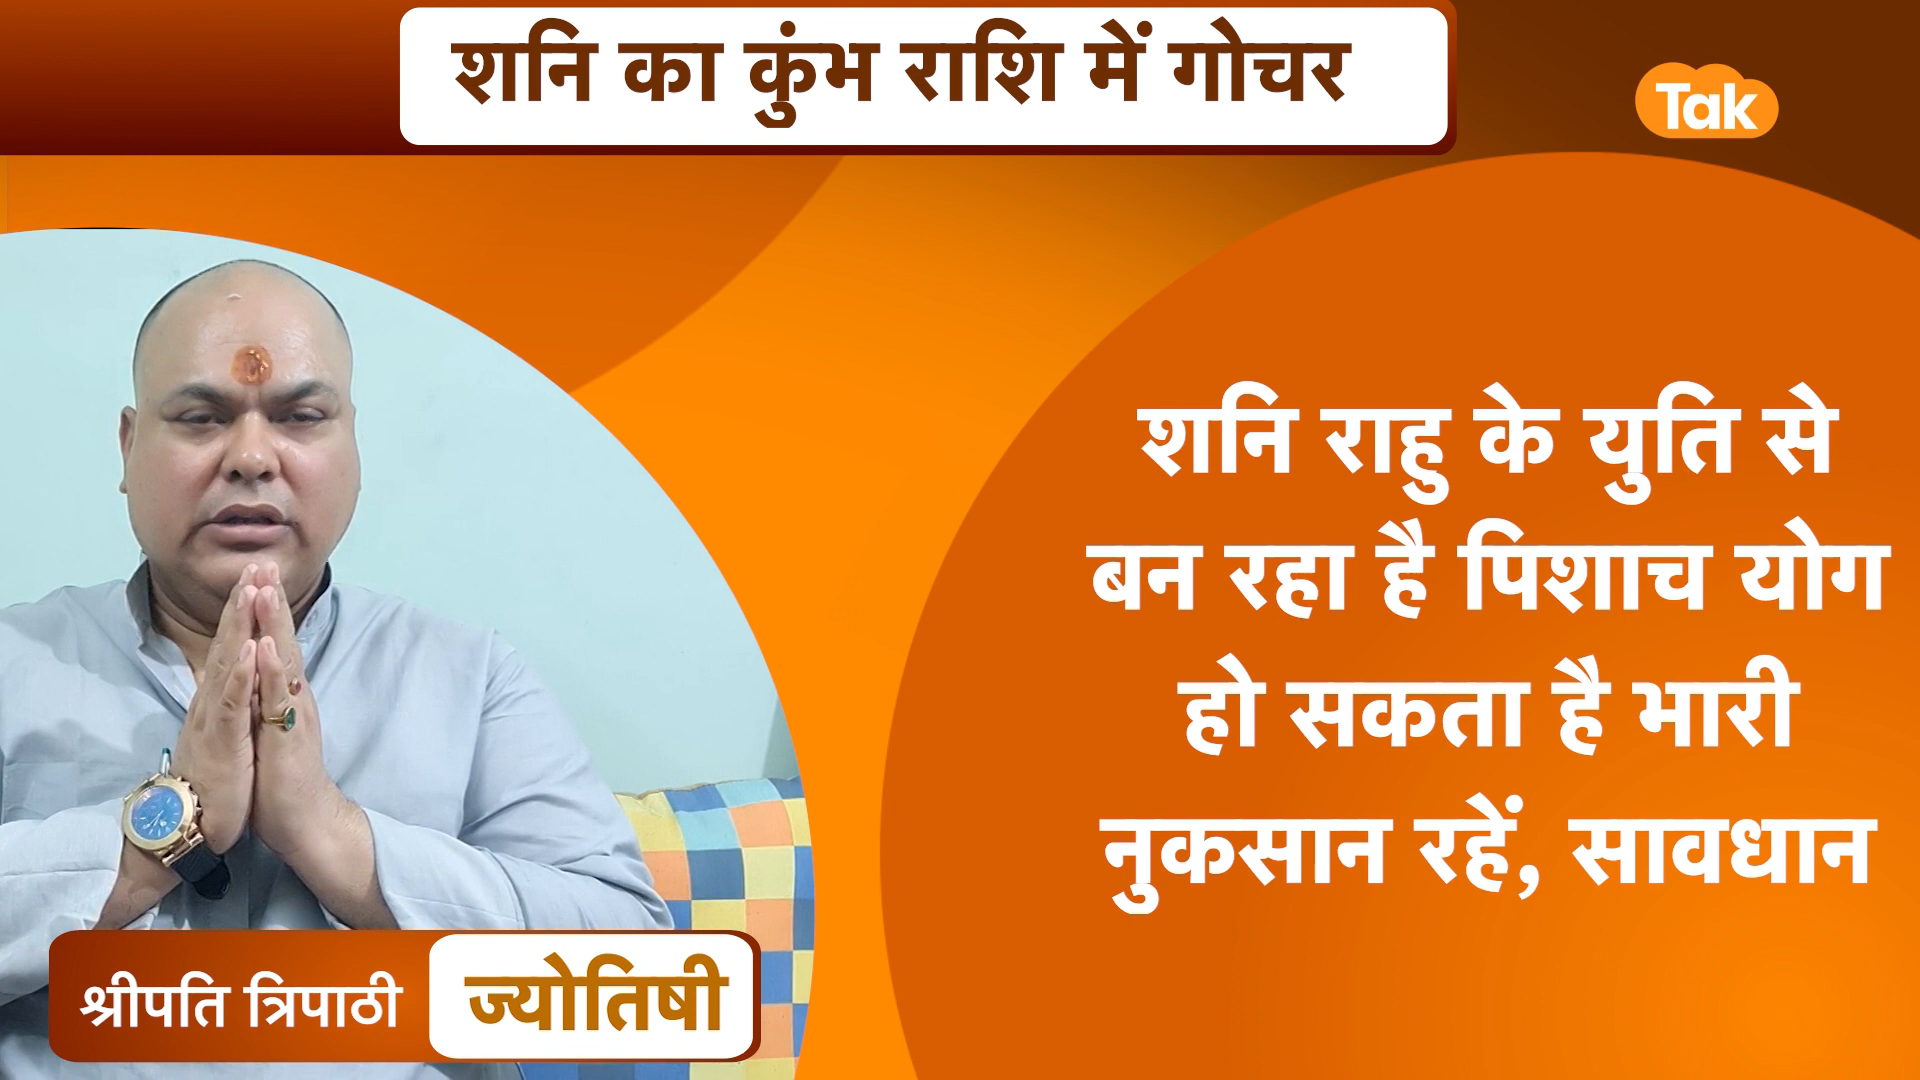 शनि का कुंभ राशि में गोचर
Tak
शनि राहु के युति से
बन रहा है पिशाच योग
हो सकता है भारी
नुकसान रहें, सावधान
श्रीपति त्रिपाठी
ज्योतिषी